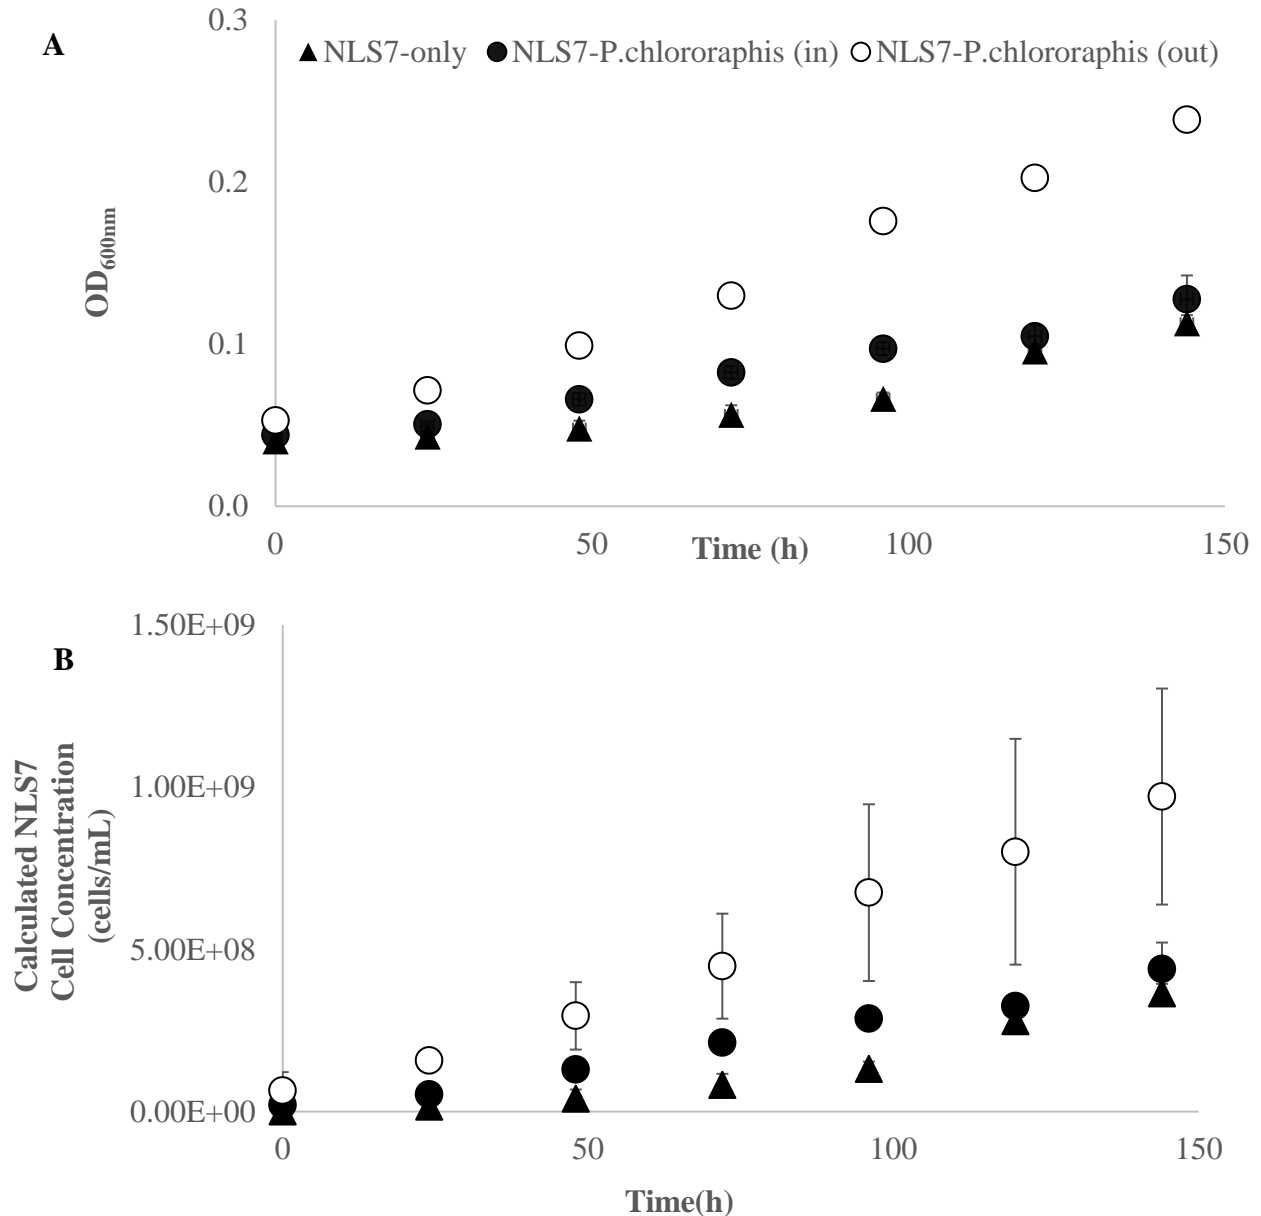 A
0.3
NLS7-only NLS7-P.chlororaphis (in) NLS7-P.chlororaphis (out)
0.2
OD600nm
0.1
0.0
0 50 100 150
Time (h)
B
1.50E+09
1.00E+09
Calculated NLS7
Cell Concentration
(cells/mL)
5.00E+08
0.00E+00
0 50 100 150
Time(h)